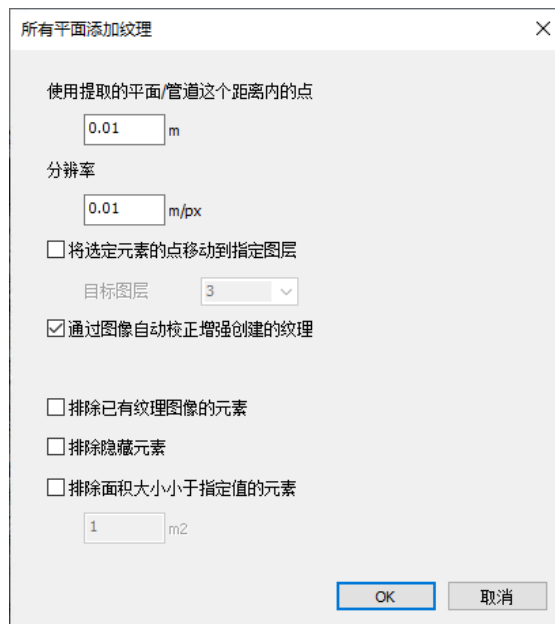 所有平面添加纹理
使用提取的平面/管道这个距离内的点
0.01 m
分辨率
0.01 m/px
将选定元素的点移动到指定图层
目标图层 3
通过图像自动校正增强创建的纹理
排除已有纹理图像的元素
排除隐藏元素
排除面积大小小于指定值的元素
1 m2
OK 取消